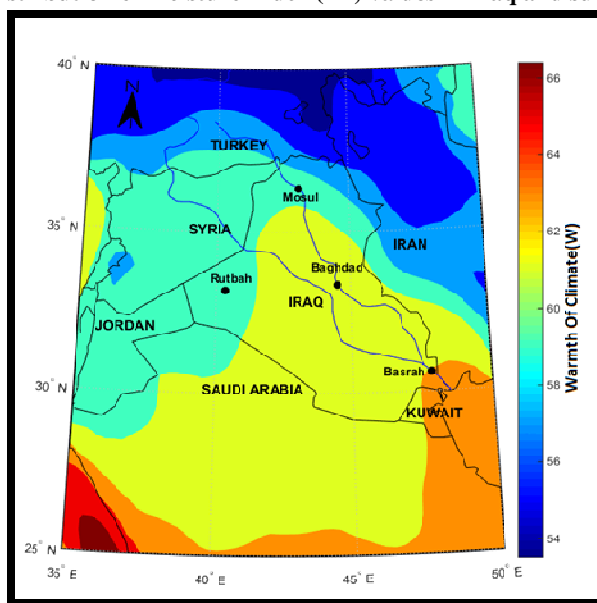 40° N
TURKEY
Mosul
35° N
SYRIA
IRAN
Baghdad
Rutbah
IRAQ
JORDAN
Basrah
30° N
SAUDI ARABIA
KUWAIT
25° N
35° E
40° E
45° E
50° E
66
64
62
60
58
56
54
Warmth Of Climate(W)